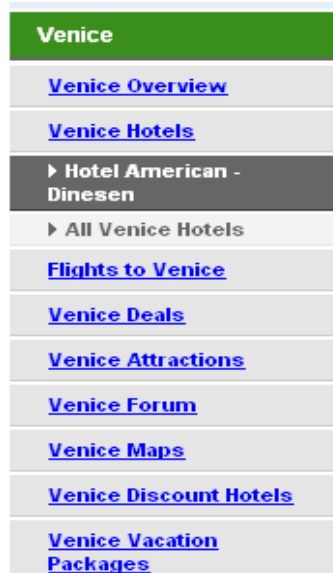 Venice
Venice Overview
Venice Hotels
Hotel American -
Dinesen
All Venice Hotels
Flights to Venice
Venice Deals
Venice Attractions
Venice Forum
Venice Maps
Venice Discount Hotels
Venice Vacation
Packages